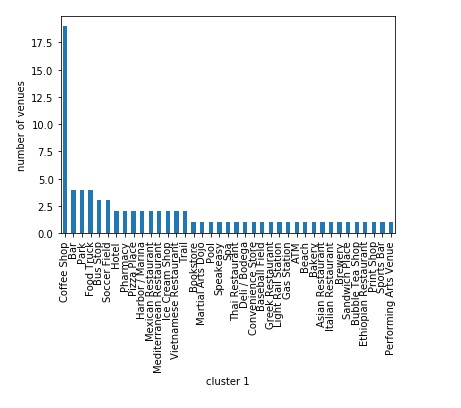 number of venues
17.5
15.0
12.5
10.0
7.5
5.0
2.5
0.0
Coffee Shop
Bar
Park
Food Truck
Bus Stop
Soccer Field
Hotel
Pharmacy
Pizza Place
Harbor / Marina
Mexican Restaurant
Mediterranean Restaurant
Ice Cream Shop
Vietnamese Restaurant
Trail
Bookstore
Martial Arts Dojo
Pool
Speakeasy
Spa
Thai Restaurant
Deli / Bodega
Convenience Store
Baseball Field
Greek Restaurant
Light Rail Station
Gas Station
ATM
Beach
Bakery
Asian Restaurant
Italian Restaurant
Brewery
Sandwich Place
Bubble Tea Shop
Ethiopian Restaurant
Print Shop
Sports Bar
Performing Arts Venue
cluster 1